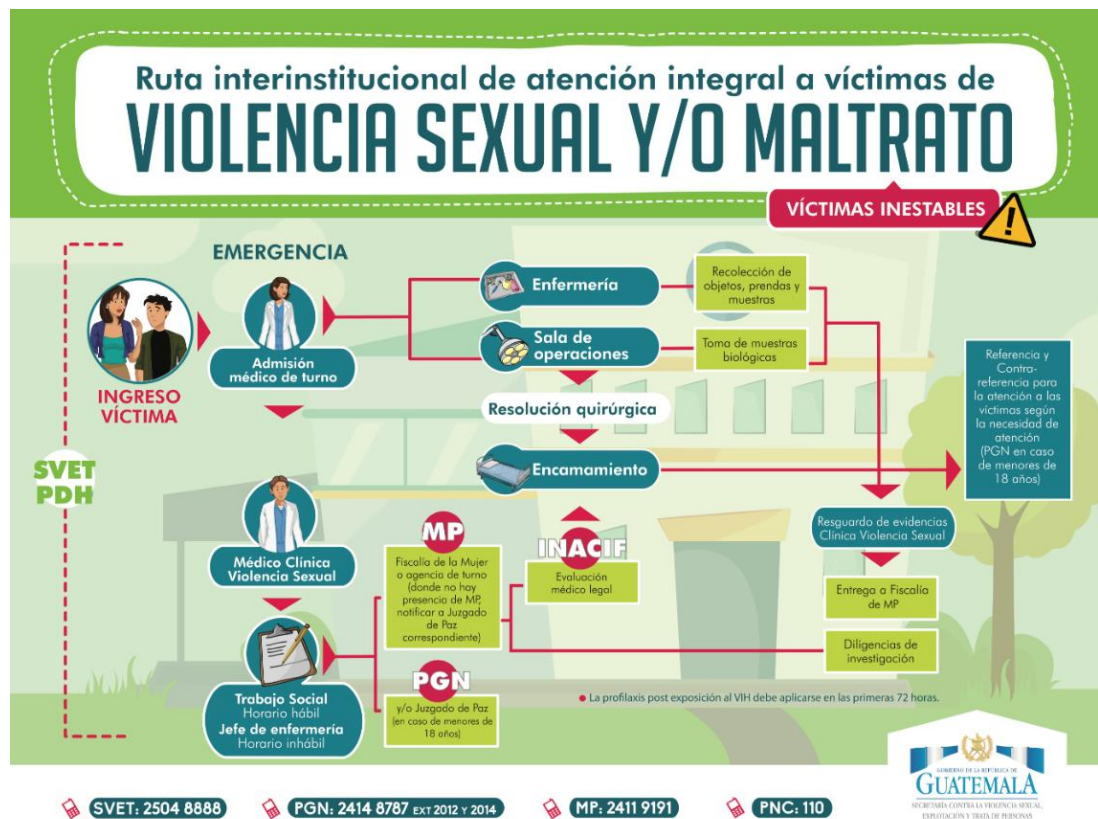 Ruta interinstitucional de atención integral a víctimas de
VIOLENCIA SEXUAL Y/O MALTRATO
VÍCTIMAS INESTABLES
EMERGENCIA
INGRESO
VÍCTIMA
Admisión
médico de turno
Enfermería
Recolección de
objetos, prendas y
muestras
Sala de
operaciones
Toma de muestras
biológicas
Resolución quirúrgica
Encamamiento
Referencia y
Contra-
referencia para
la atención a las
víctimas según
la necesidad de
atención
(PGN en caso
de menores de
18 años)
SVET
PDH
Médico Clínica
Violencia Sexual
MP
Fiscalía de la Mujer
o agencia de turno
(donde no hay
presencia de MP,
notificar a Juzgado
de Paz
correspondiente)
INACIF
Evaluación
médico legal
Resguardo de evidencias
Clínica Violencia Sexual
Entrega a Fiscalía
de MP
Diligencias de
investigación
Trabajo Social
Horario hábil
Jefe de enfermería
Horario inhábil
PGN
y/o Juzgado de Paz
(en caso de menores de
18 años)
• La profilaxis post exposición al VIH debe aplicarse en las primeras 72 horas.
SVET: 2504 8888
PGN: 2414 8787 EXT 2012 Y 2014
MP: 2411 9191
PNC: 110
GOBIERNO DE LA REPÚBLICA DE
GUATEMALA
SECRETARÍA CONTRA LA VIOLENCIA SEXUAL,
EXPLOTACIÓN Y TRATA DE PERSONAS